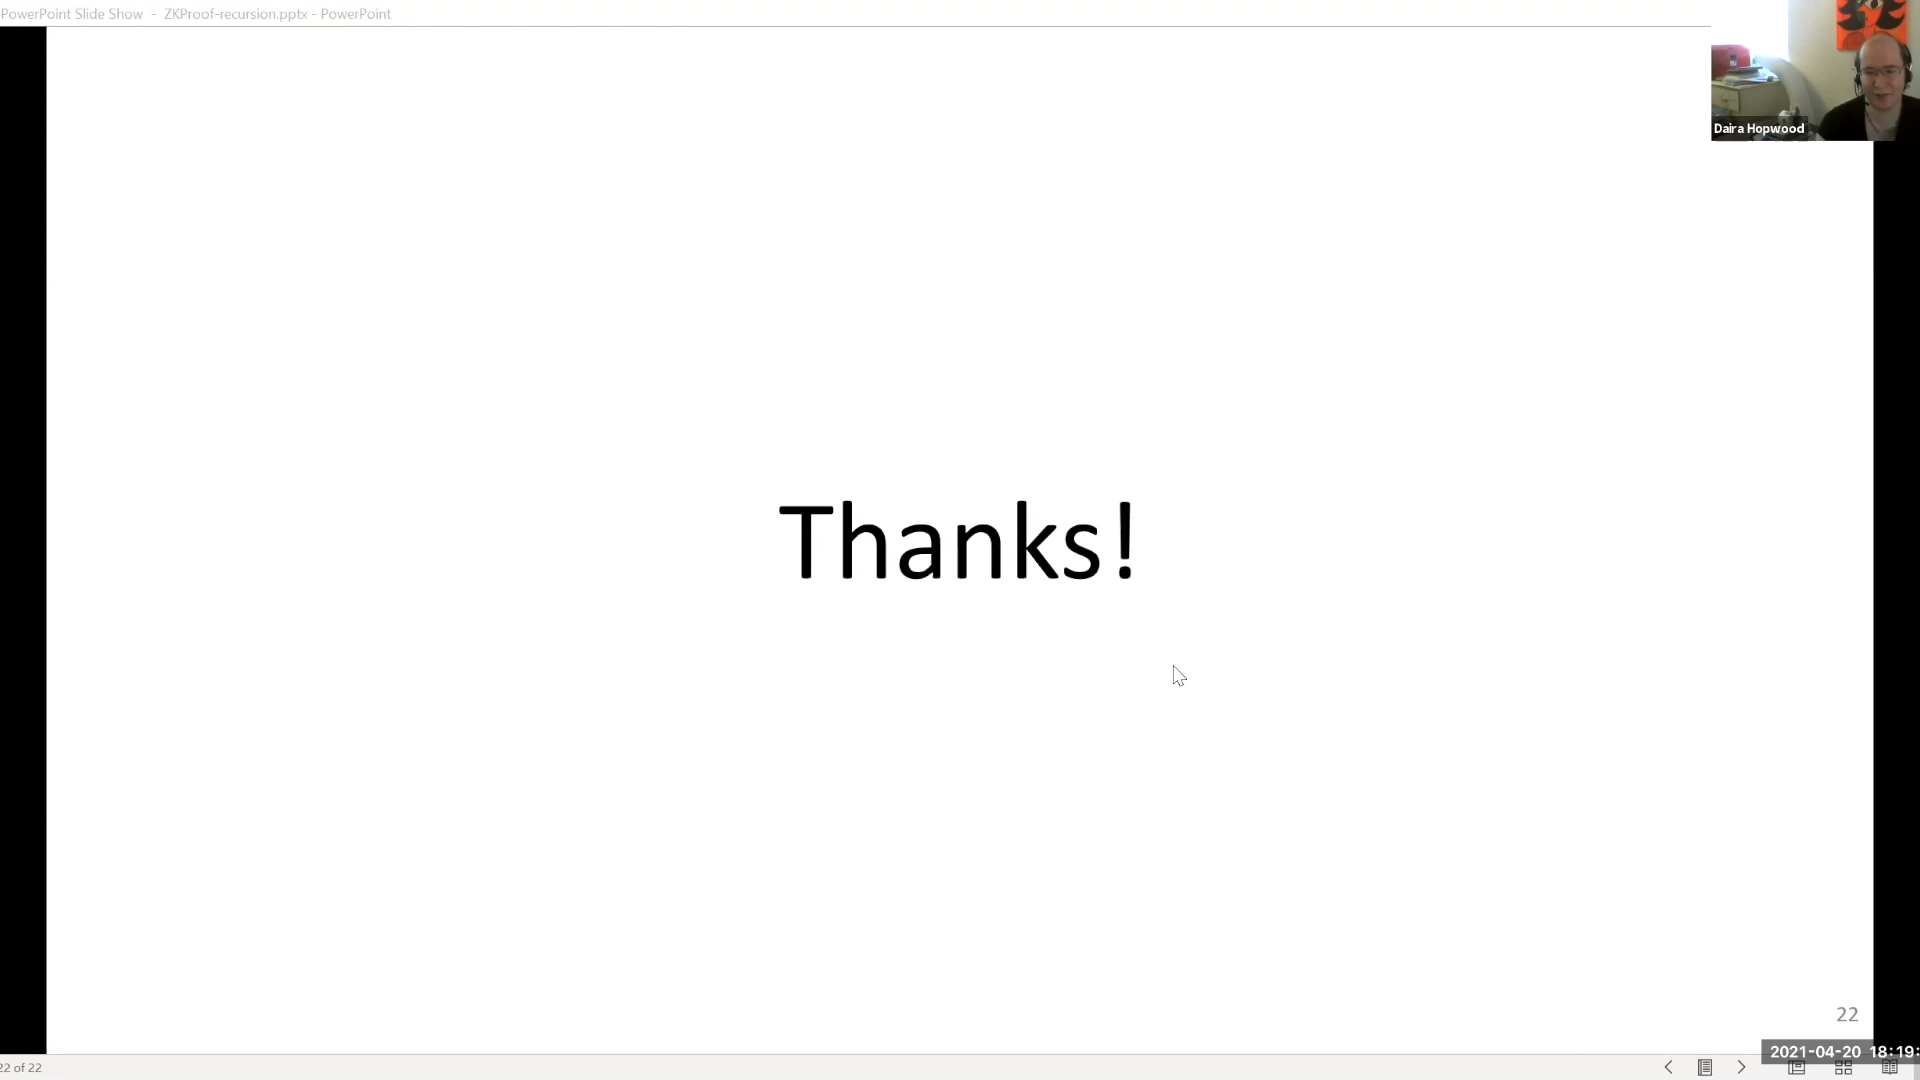 PowerPoint Slide Show - ZKProof-recursion.pptx - PowerPoint
Daira Hopwood
Thanks!
22
2021-04-20 18:19:
22 of 22